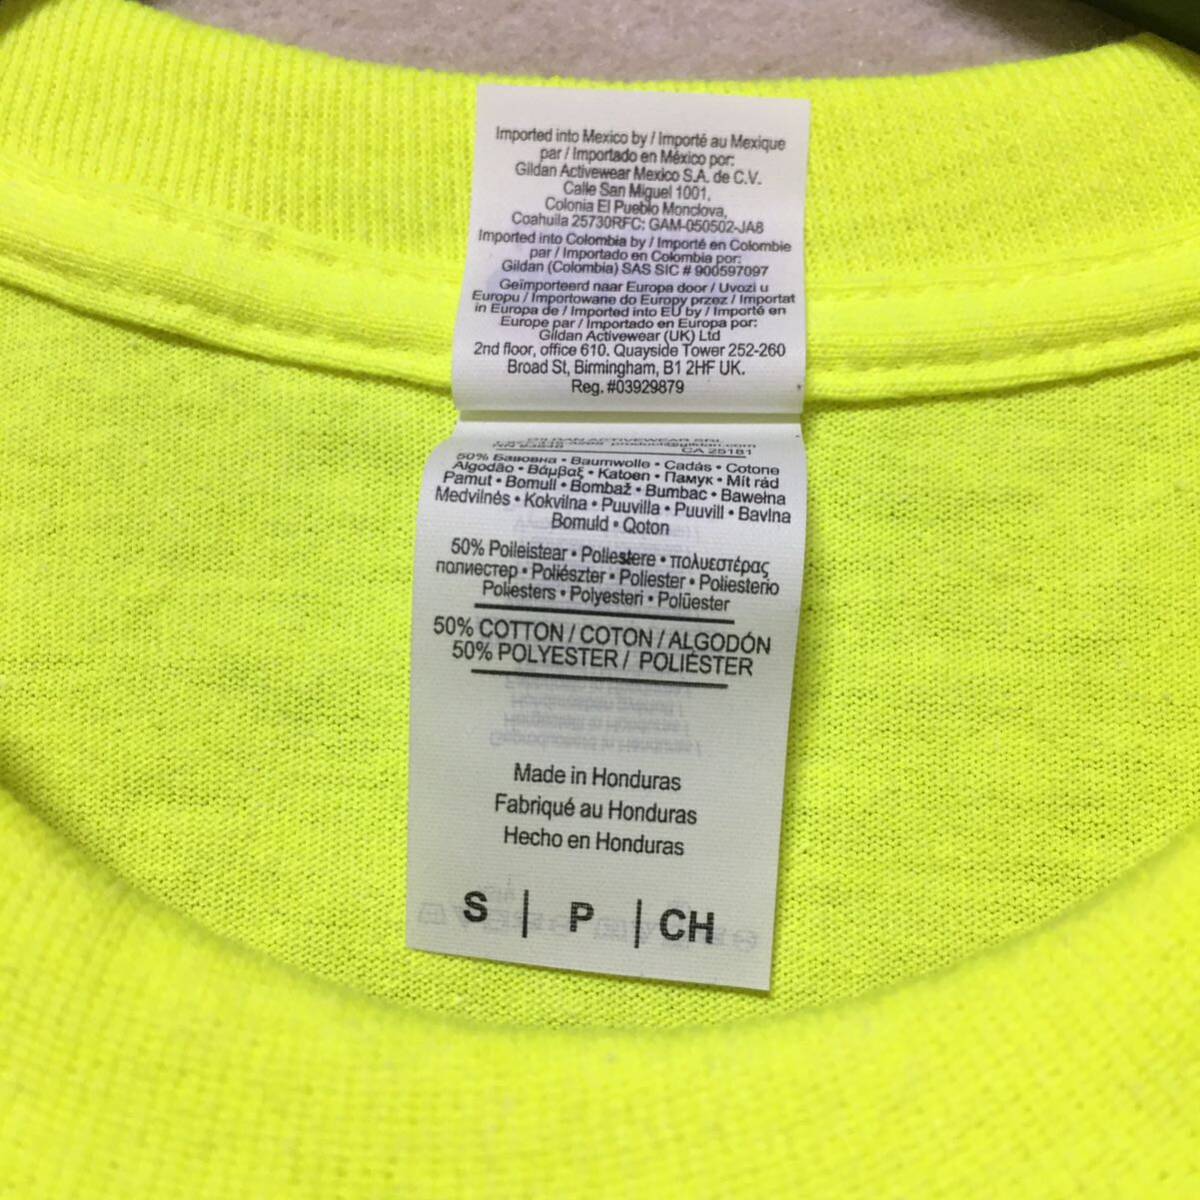 Imported into Mexico by / Importé au Mexique
par / Importado en México por:
Gildan Activewear Mexico S.A. de C.V.
Calle San Miguel 1001,
Colonia El Pueblo Monclova,
Coahuila 25730RFC: GAM-050502-JA8
Imported into Colombia by / Importé en Colombie
par / Importado en Colombia por:
Gildan (Colombia) SAS SIC # 900597097
Geïmporteerd naar Europa door / Uvozi u
Europu / Importowane do Europy przez / Importat
in Europa de / Imported into EU by / Importé en
Europe par / Importado en Europa por:
Gildan Activewear (UK) Ltd
2nd floor, office 610. Quayside Tower 252-260
Broad St, Birmingham, B1 2HF UK.
Reg. #03929879
GILDAN ACTIVEWEAR SRL
CA 25181
50% Бавовна • Baumwolle • Cadás • Cotone
Algodão • Βάμβαξ • Katoen • Памук • Mit rád
Pamut • Bomull • Bombaž • Bumbac • Bawełna
Medvilnės • Kokvilna • Puuvilla • Puuvill • Bavlna
Bomuld • Qoton
50% Poileistear • Poliestere • πολυεστέρας
полиестер • Poliészter • Poliester • Poliesterio
Poliesters • Polyesteri • Polüester
50% COTTON / COTON / ALGODÓN
50% POLYESTER / POLIÉSTER
Made in Honduras
Fabriqué au Honduras
Hecho en Honduras
S | P | CH